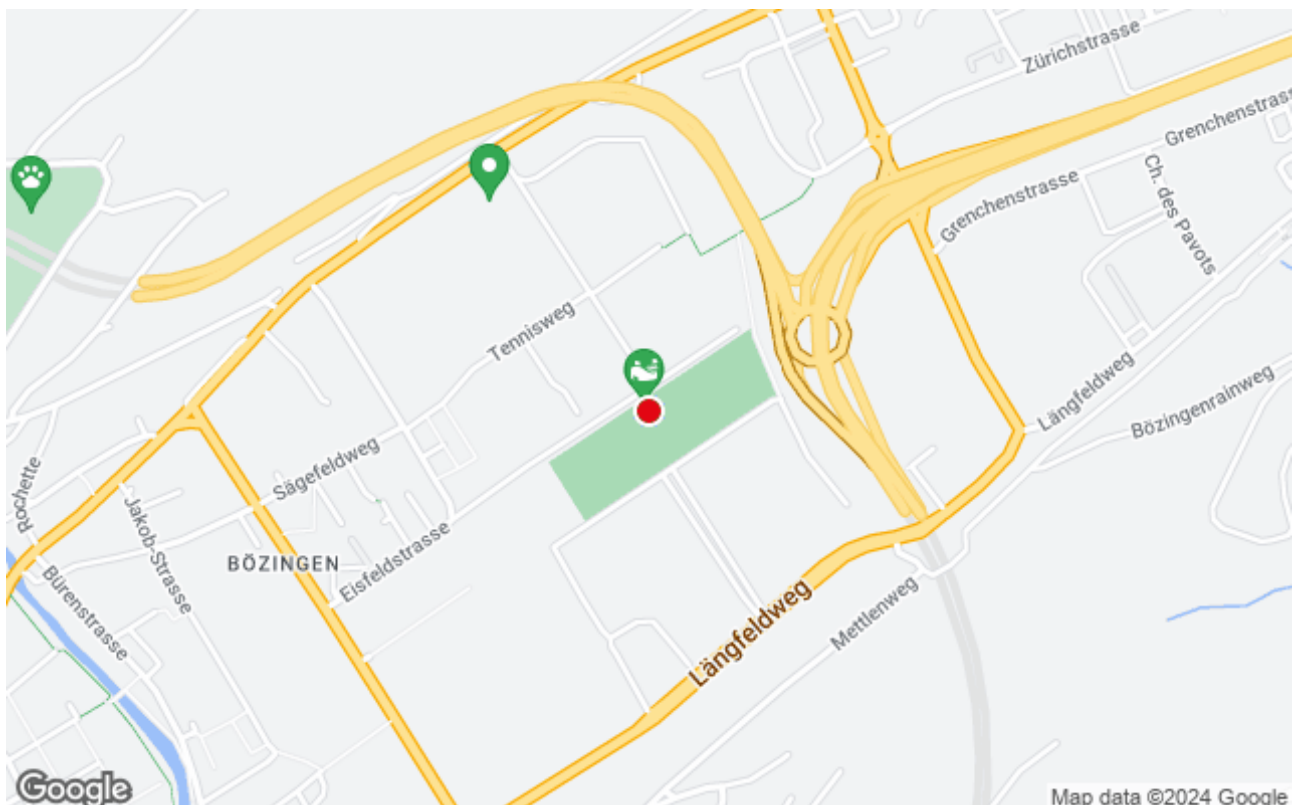 Zürichstrasse
Grenchenstrass
Grenchenstrasse
Ch. des Pavots
Tennisweg
Längfeldweg
Bözingenrainweg
Sägefeldweg
Rochette
Jakob-Strasse
Eisfeldstrasse
BÖZINGEN
Bürenstrasse
Längfeldweg
Mettlenweg
Google
Map data ©2024 Google